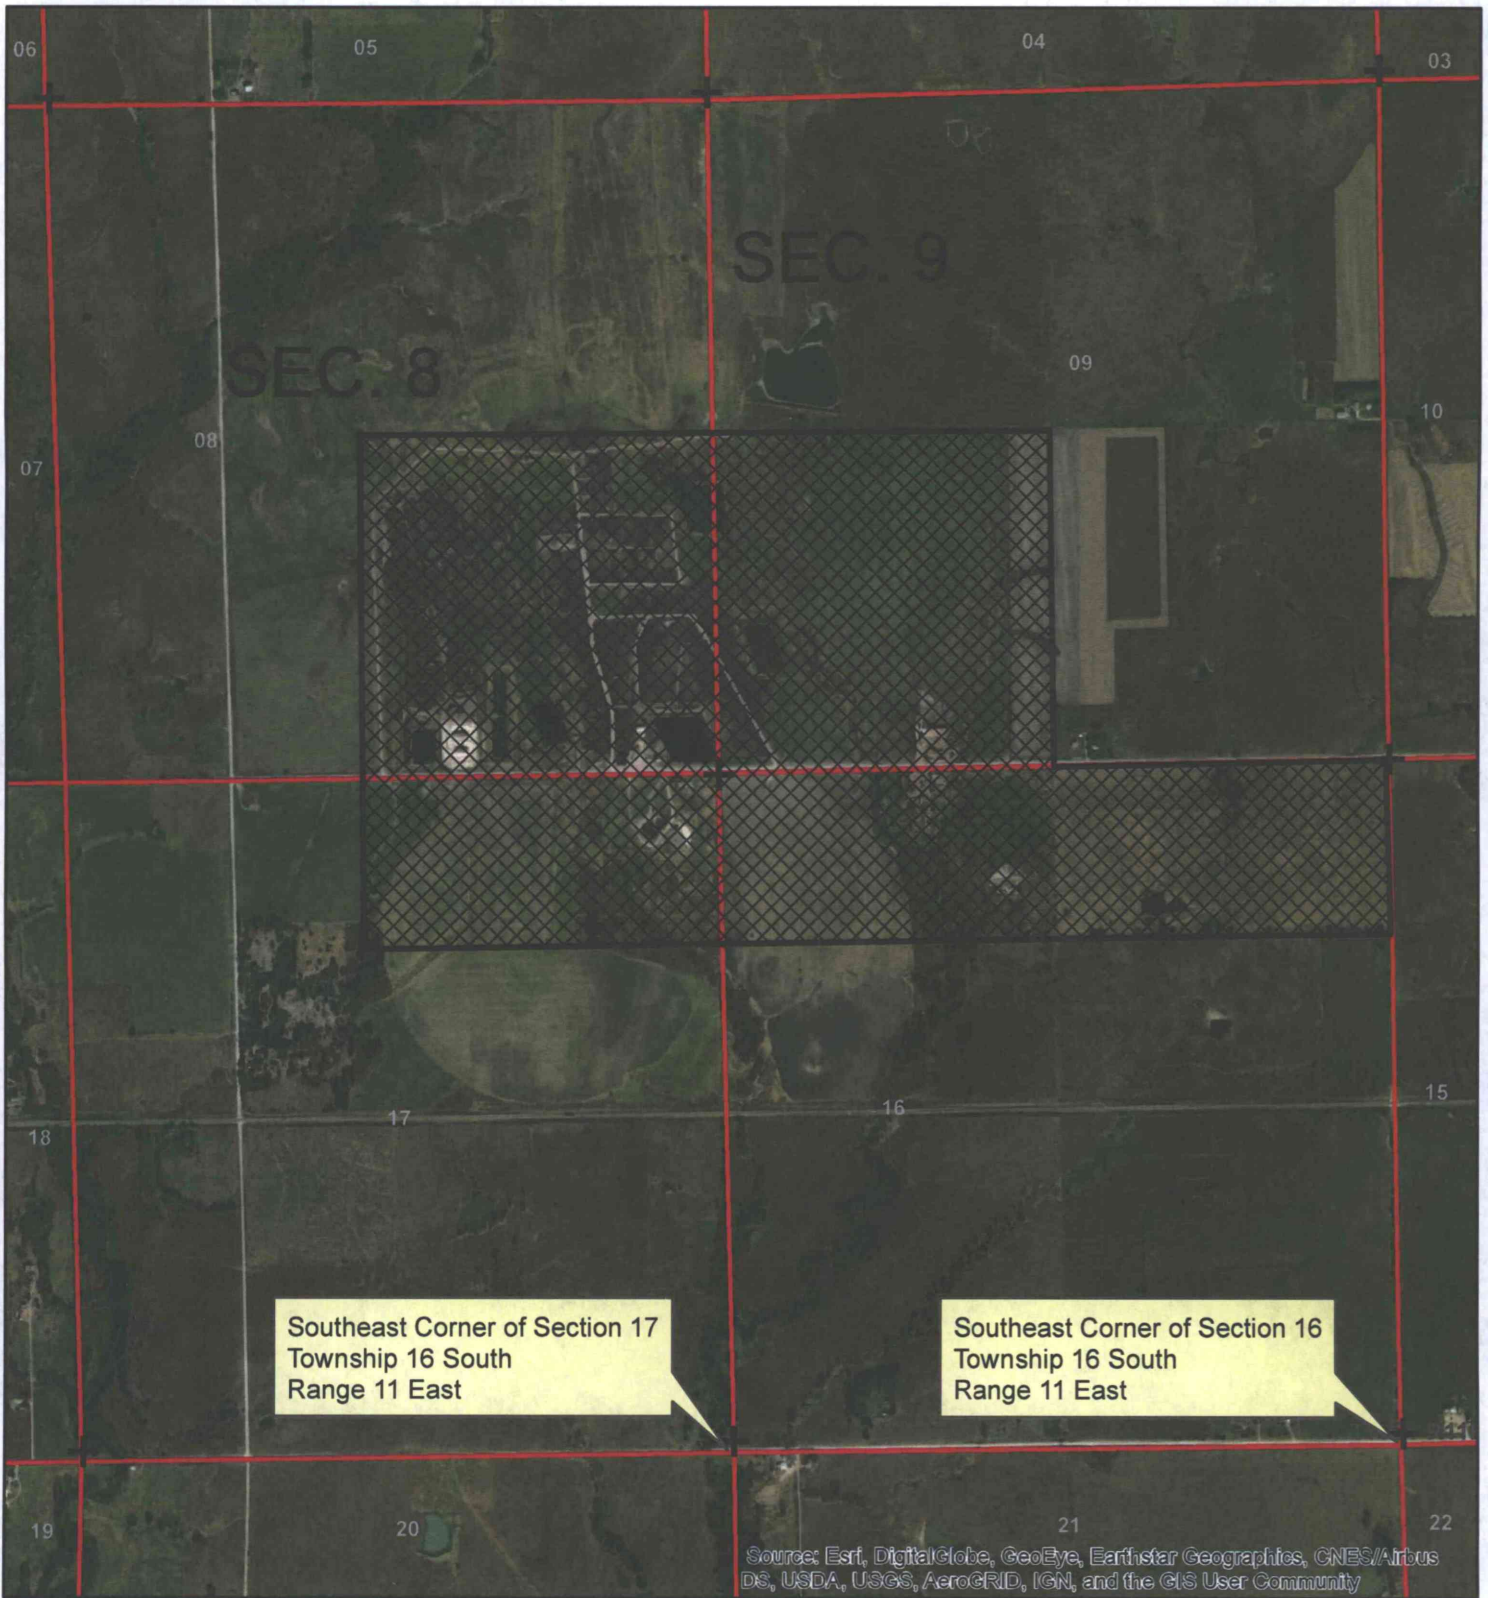 06
05
04
03
SEC. 9
SEC. 8
09
08
10
07
17
16
15
18
Southeast Corner of Section 17
Township 16 South
Range 11 East
Southeast Corner of Section 16
Township 16 South
Range 11 East
19
20
21
22
Source: Esri, DigitalGlobe, GeoEye, Earthstar Geographics, CNES/Airbus
DS, USDA, USGS, AeroGRID, IGN, and the GIS User Community